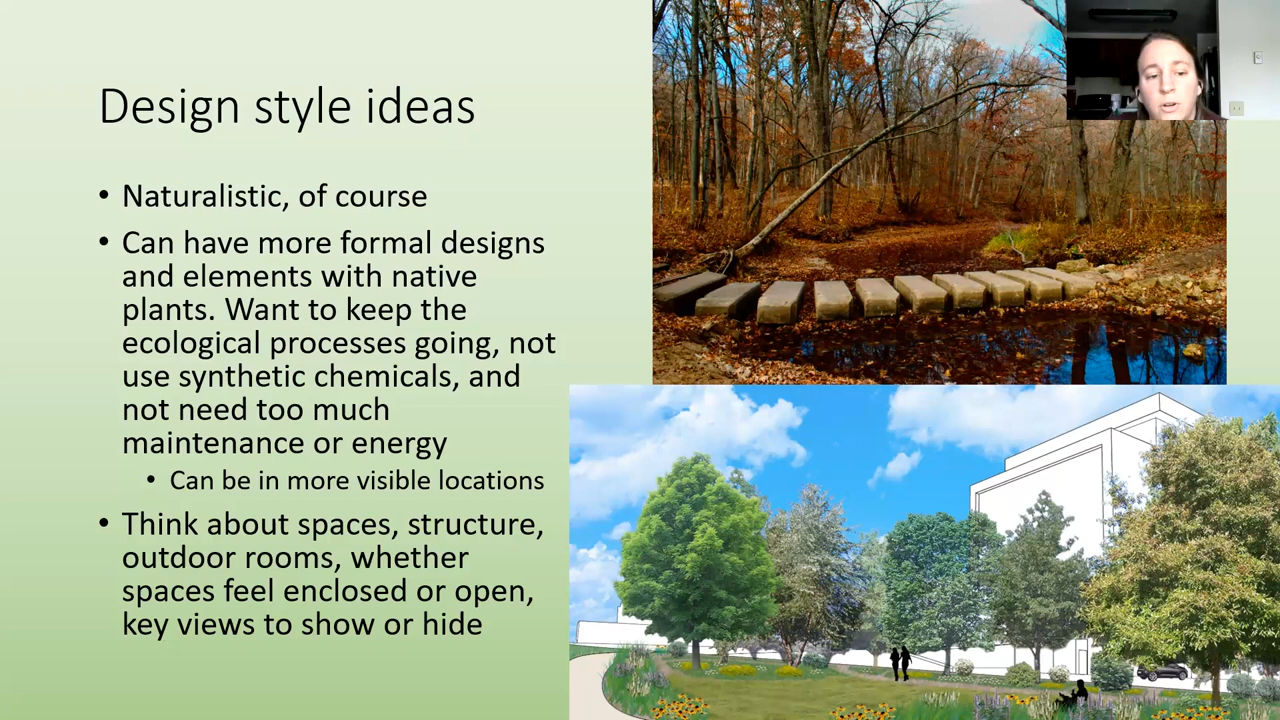 Design style ideas
• Naturalistic, of course
• Can have more formal designs
and elements with native
plants. Want to keep the
ecological processes going, not
use synthetic chemicals, and
not need too much
maintenance or energy
• Can be in more visible locations
• Think about spaces, structure,
outdoor rooms, whether
spaces feel enclosed or open,
key views to show or hide